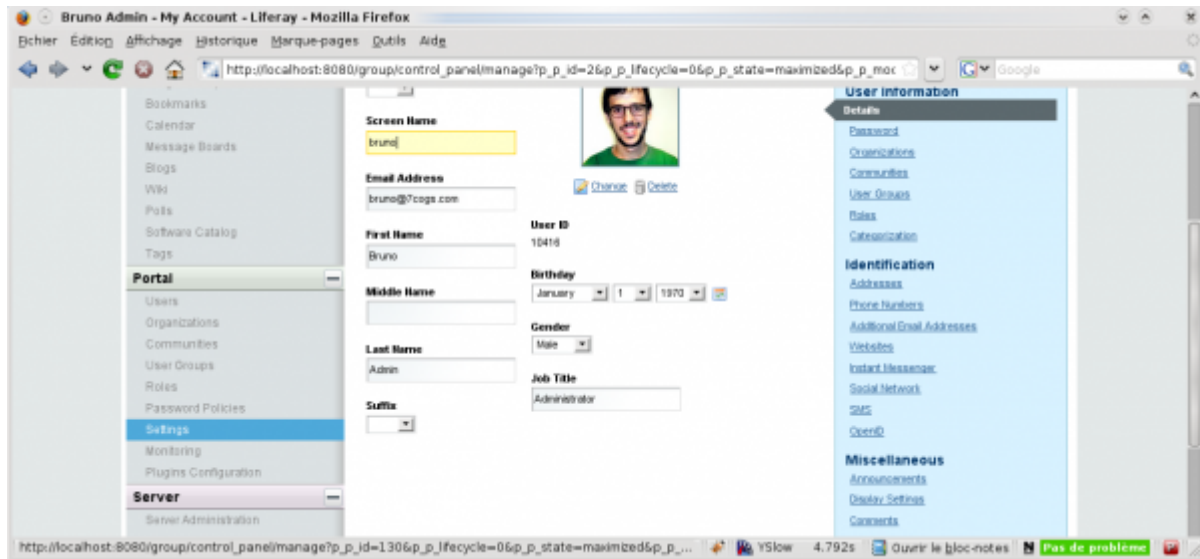 Bruno Admin - My Account - Liferay - Mozilla Firefox
Fichier Édition Affichage Historique Marque-pages Outils Aide
http://localhost:8080/group/control_panel/manage?p_p_id=2&p_p_lifecycle=0&p_p_state=maximized&p_p_moc
Google
Bookmarks
Calendar
Message Boards
Blogs
Wiki
Polls
Software Catalog
Tags
Portal
Users
Organizations
Communities
User Groups
Roles
Password Policies
Settings
Monitoring
Plugins Configuration
Server
Server Administration
Screen Name
bruno
Email Address
bruno@7cogs.com
First Name
Bruno
Middle Name
Last Name
Admin
Suffix
Change Delete
User ID
10416
Birthday
January 1 1970
Gender
Male
Job Title
Administrator
User Information
Details
Password
Organizations
Communities
User Groups
Roles
Categorization
Identification
Addresses
Phone Numbers
Additional Email Addresses
Websites
Instant Messenger
Social Network
SMS
OpenID
Miscellaneous
Announcements
Display Settings
Comments
http://localhost:8080/group/control_panel/manage?p_p_id=130&p_p_lifecycle=0&p_p_state=maximized&p_p_... YSlow 4.792s Ouvrir le bloc-notes Pas de problème